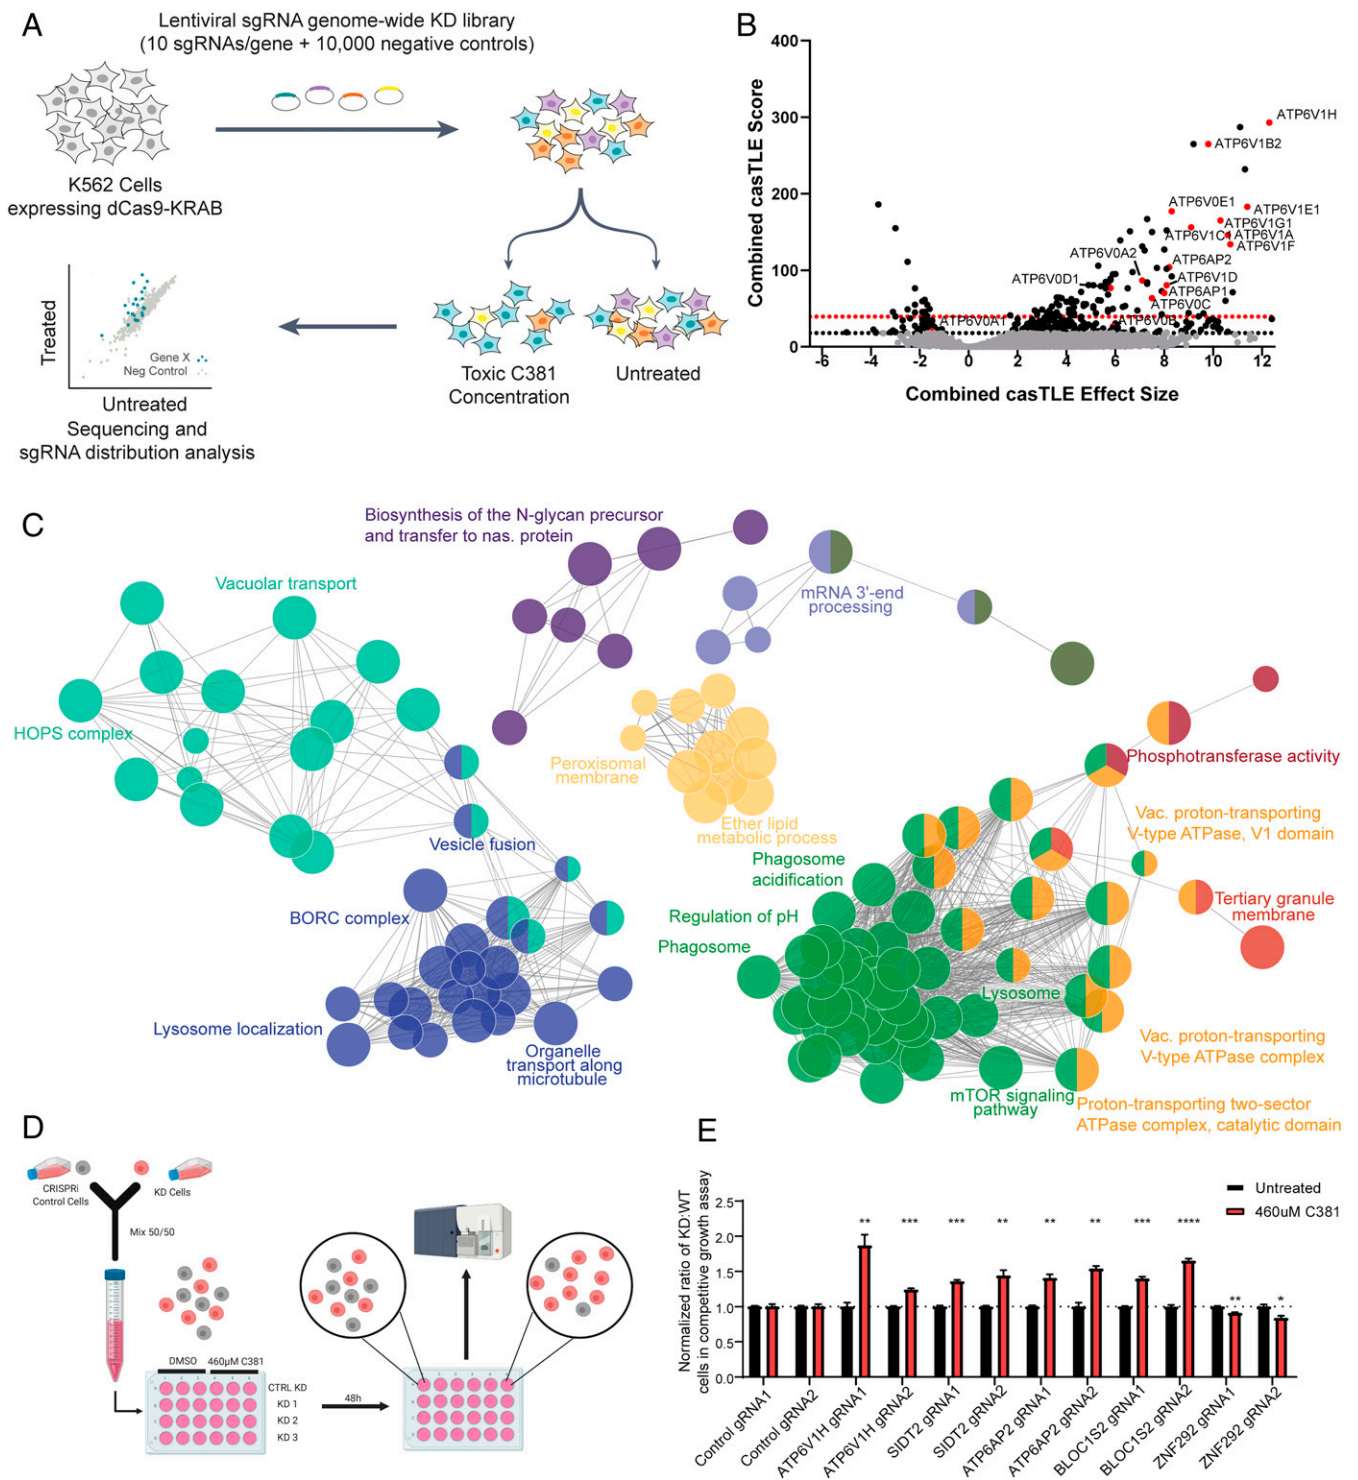 A
Lentiviral sgRNA genome-wide KD library
(10 sgRNAs/gene + 10,000 negative controls)
K562 Cells
expressing dCas9-KRAB
Treated
Gene X
Neg Control
Untreated
Sequencing and
sgRNA distribution analysis
Toxic C381
Concentration
Untreated
B
Combined casTLE Score
400
300
200
100
0
-6 -4 -2 0 2 4 6 8 10 12
Combined casTLE Effect Size
ATP6V1H
ATP6V1B2
ATP6V0E1
ATP6V1E1
ATP6V1G1
ATP6V1C1
ATP6V1A
ATP6V1F
ATP6V0A2
ATP6AP2
ATP6V0D1
ATP6V1D
ATP6AP1
ATP6V0C
ATP6V0A1
ATP6V0B
C
Biosynthesis of the N-glycan precursor
and transfer to nas. protein
Vacuolar transport
mRNA 3'-end
processing
HOPS complex
Peroxisomal
membrane
Phosphotransferase activity
Ether lipid
metabolic process
Vac. proton-transporting
V-type ATPase, V1 domain
Vesicle fusion
Phagosome
acidification
BORC complex
Regulation of pH
Tertiary granule
membrane
Phagosome
Lysosome
Lysosome localization
Organelle
transport along
microtubule
Vac. proton-transporting
V-type ATPase complex
mTOR signaling
pathway
Proton-transporting two-sector
ATPase complex, catalytic domain
D
CRISPRi
Control Cells
KD Cells
Mix 50/50
DMSO
460µM C381
CTRL KD
KD 1
KD 2
KD 3
48h
E
Normalized ratio of KD:WT
cells in competitive growth assay
2.5
2.0
1.5
1.0
0.5
0.0
Untreated
460uM C381
** *** *** ** ** ** *** **** ** *
Control gRNA1
Control gRNA2
ATP6V1H gRNA1
ATP6V1H gRNA2
SIDT2 gRNA1
SIDT2 gRNA2
ATP6AP2 gRNA1
ATP6AP2 gRNA2
BLOC1S2 gRNA1
BLOC1S2 gRNA2
ZNF292 gRNA1
ZNF292 gRNA2